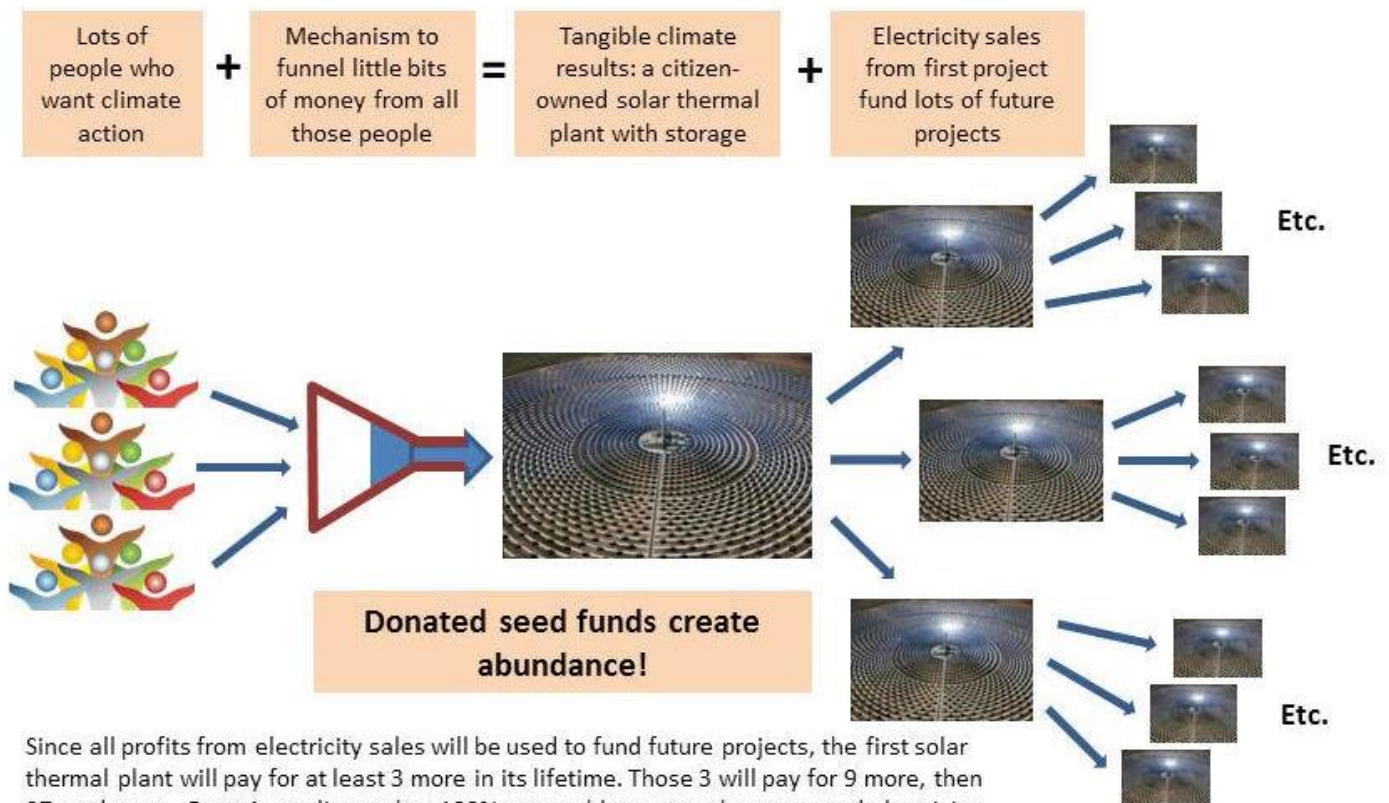 Lots of
people who
want climate
action
+
Mechanism to
funnel little bits
of money from all
those people
=
Tangible climate
results: a citizen-
owned solar thermal
plant with storage
+
Electricity sales
from first project
fund lots of future
projects
Etc.
Etc.
Donated seed funds create
abundance!
Etc.
Since all profits from electricity sales will be used to fund future projects, the first solar
thermal plant will pay for at least 3 more in its lifetime. Those 3 will pay for 9 more, then